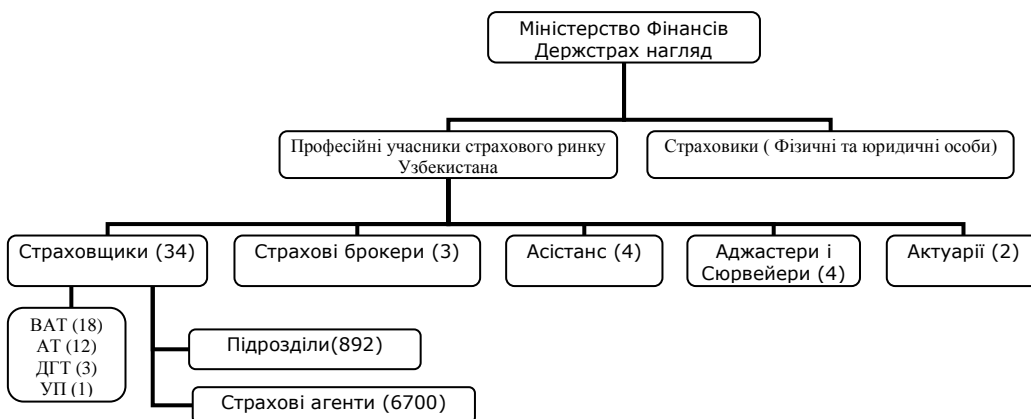 Міністерство Фінансів
Держстрах нагляд
Професійні учасники страхового ринку
Узбекистана
Страховики ( Фізичні та юридичні особи)
Страховщики (34)
Страхові брокери (3)
Асістанс (4)
Аджастери і
Сюрвейери (4)
Актуарії (2)
ВАТ (18)
АТ (12)
ДГТ (3)
УП (1)
Підрозділи(892)
Страхові агенти (6700)